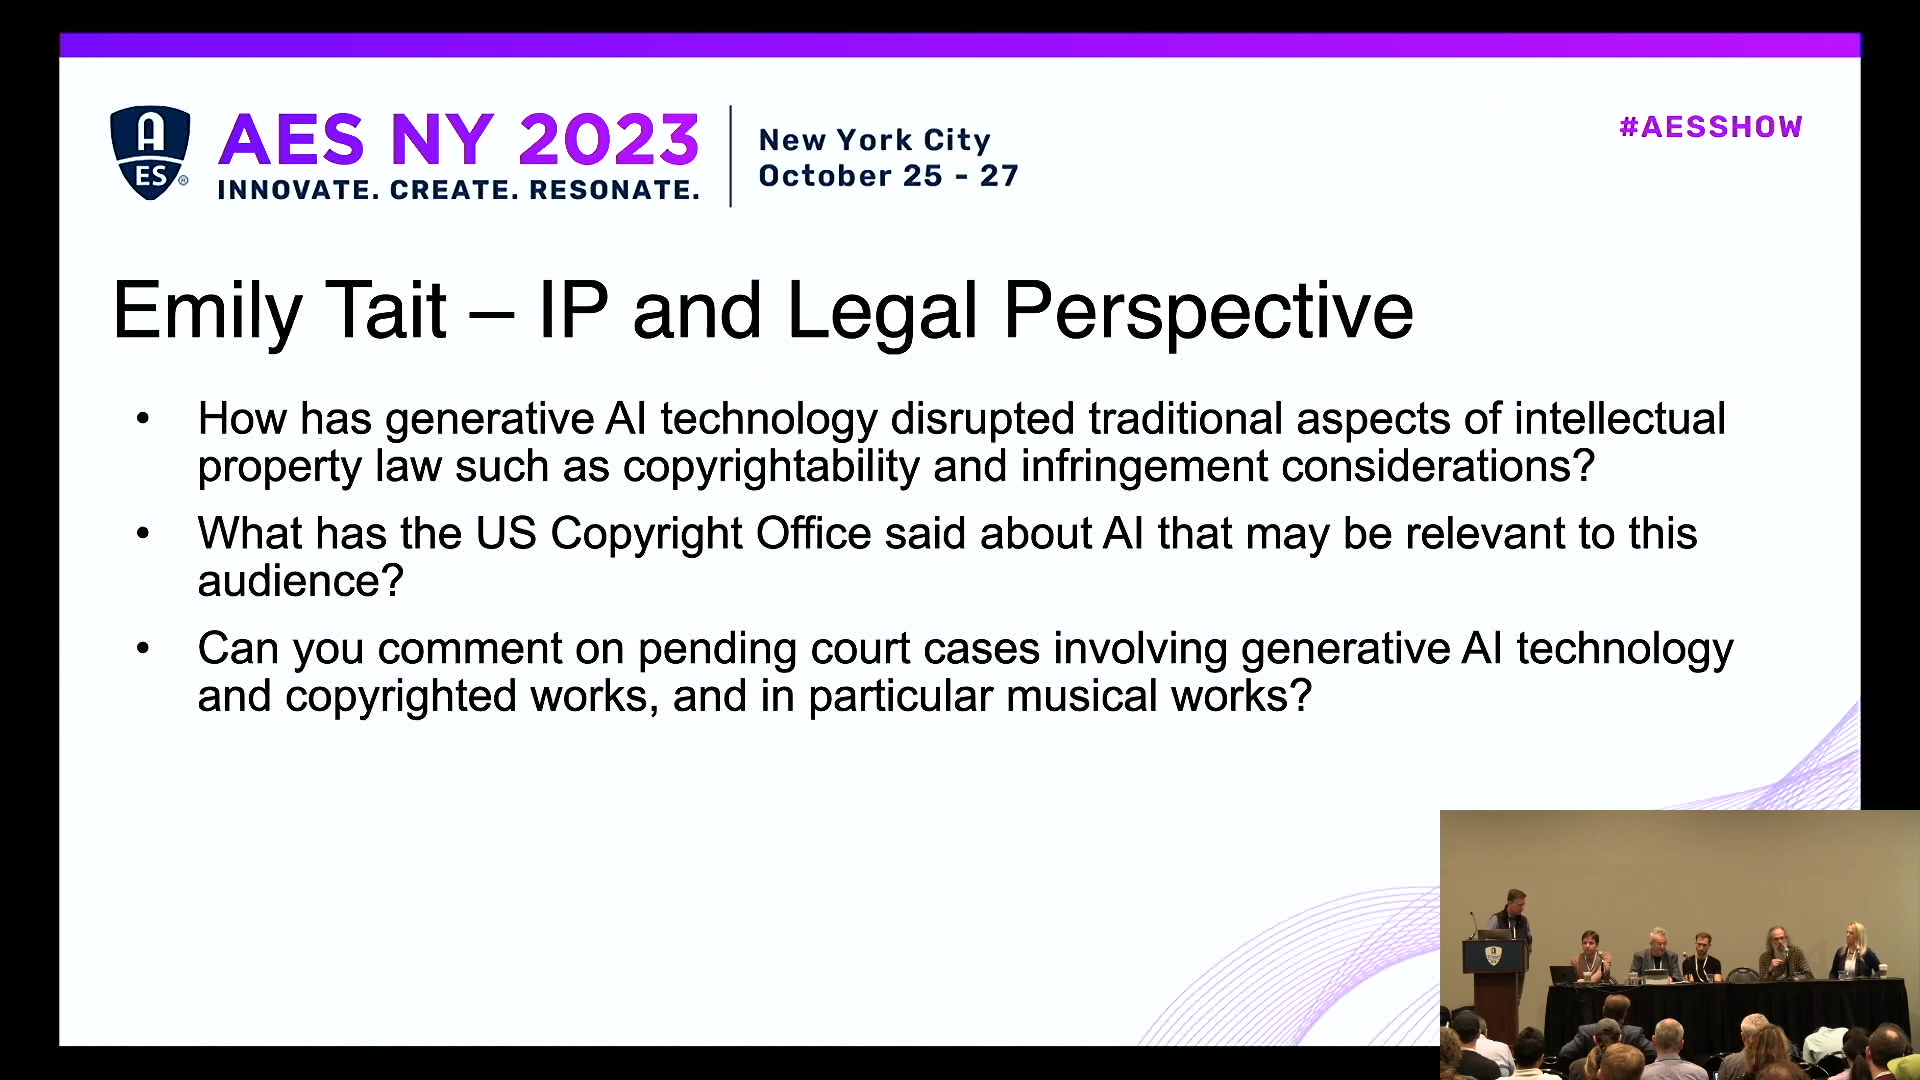 A
ES®
AES NY 2023
INNOVATE. CREATE. RESONATE.
New York City
October 25 - 27
#AESSHOW
Emily Tait – IP and Legal Perspective
• How has generative AI technology disrupted traditional aspects of intellectual
property law such as copyrightability and infringement considerations?
• What has the US Copyright Office said about AI that may be relevant to this
audience?
• Can you comment on pending court cases involving generative AI technology
and copyrighted works, and in particular musical works?